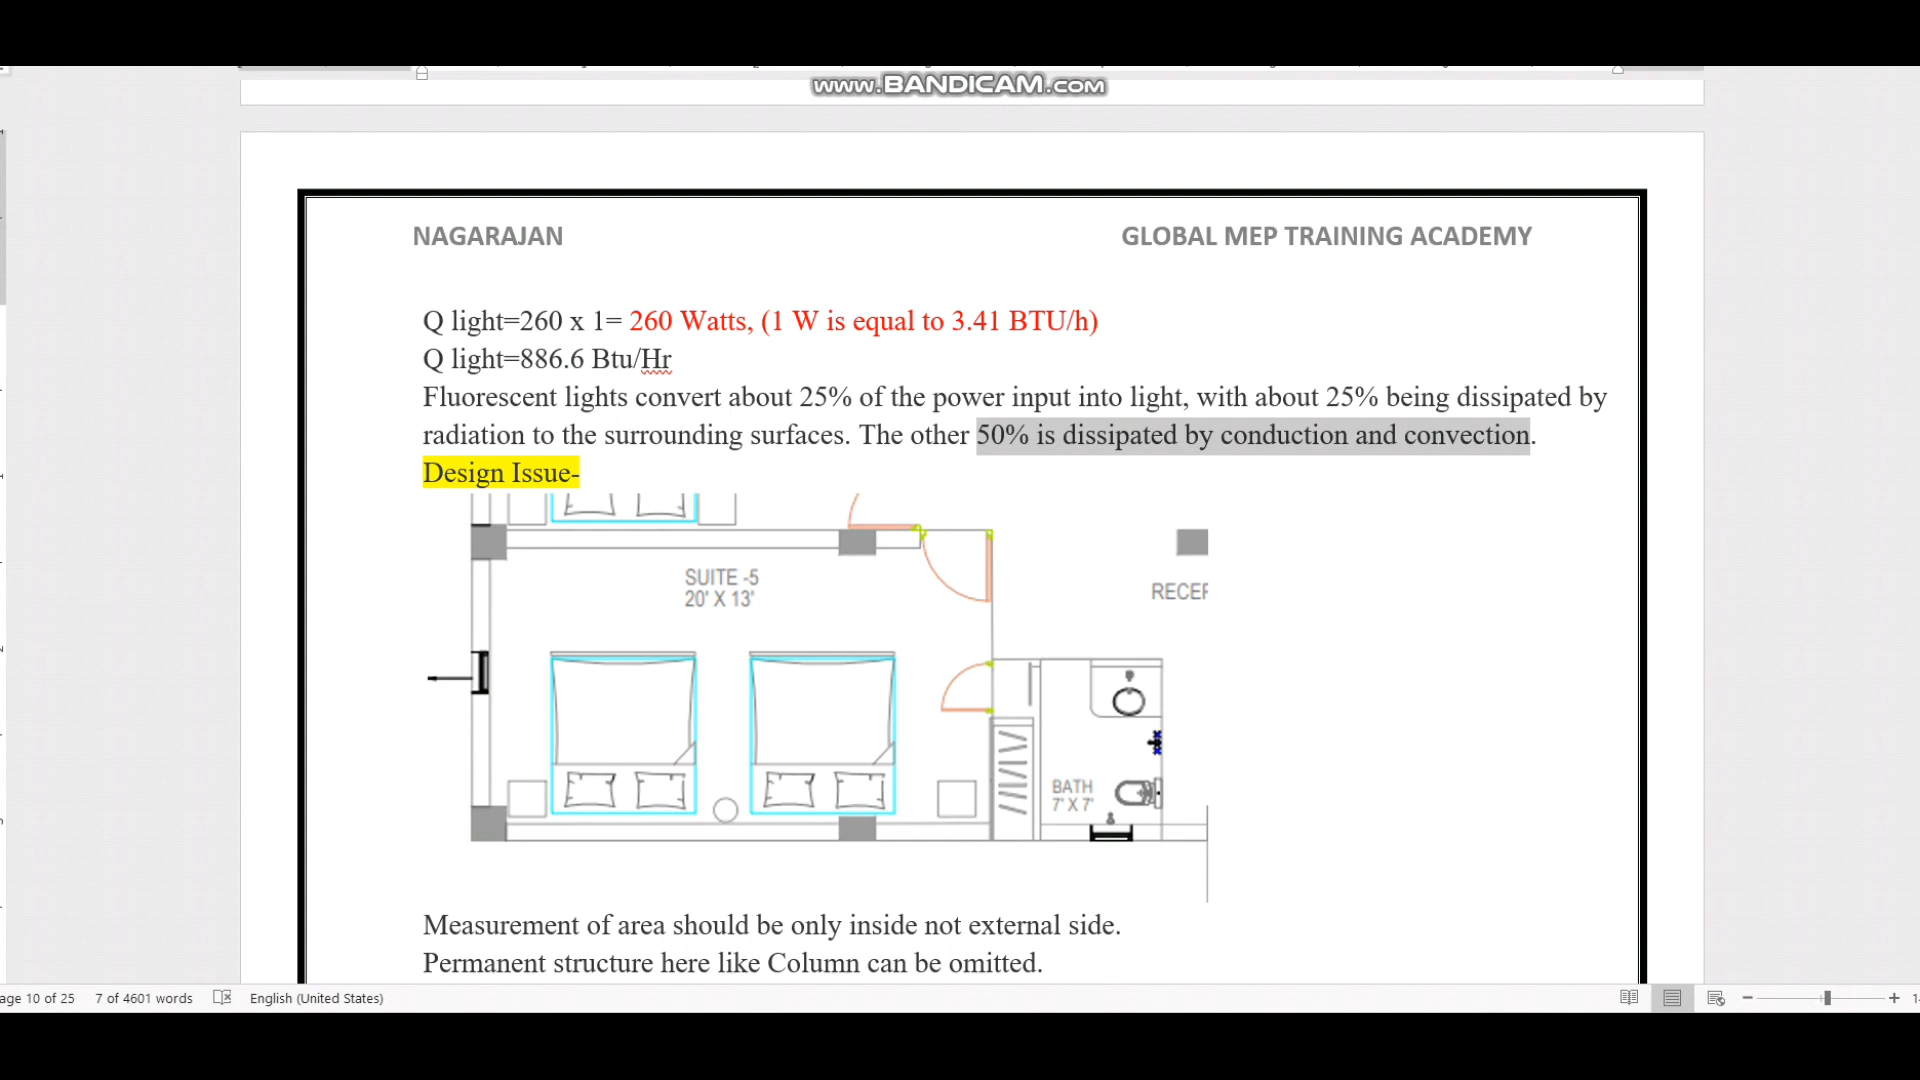 www.BANDICAM.com
NAGARAJAN
GLOBAL MEP TRAINING ACADEMY
Q light=260 x 1= 260 Watts, (1 W is equal to 3.41 BTU/h)
Q light=886.6 Btu/Hr
Fluorescent lights convert about 25% of the power input into light, with about 25% being dissipated by
radiation to the surrounding surfaces. The other 50% is dissipated by conduction and convection.
Design Issue-
SUITE -5
20' X 13'
RECEP
BATH
7' X 7'
Measurement of area should be only inside not external side.
Permanent structure here like Column can be omitted.
age 10 of 25
7 of 4601 words
English (United States)